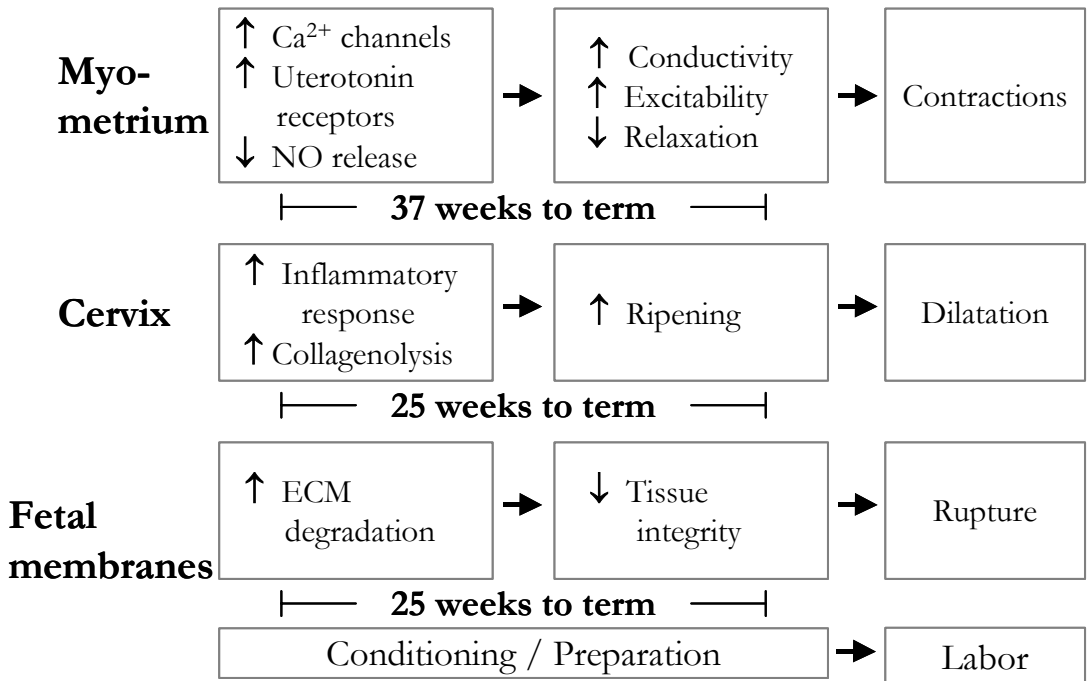 Myo-
metrium
↑ Ca²⁺ channels
↑ Uterotonin
receptors
↓ NO release
↑ Conductivity
↑ Excitability
↓ Relaxation
Contractions
37 weeks to term
Cervix
↑ Inflammatory
response
↑ Collagenolysis
↑ Ripening
Dilatation
25 weeks to term
Fetal
membranes
↑ ECM
degradation
↓ Tissue
integrity
Rupture
25 weeks to term
Conditioning / Preparation
Labor